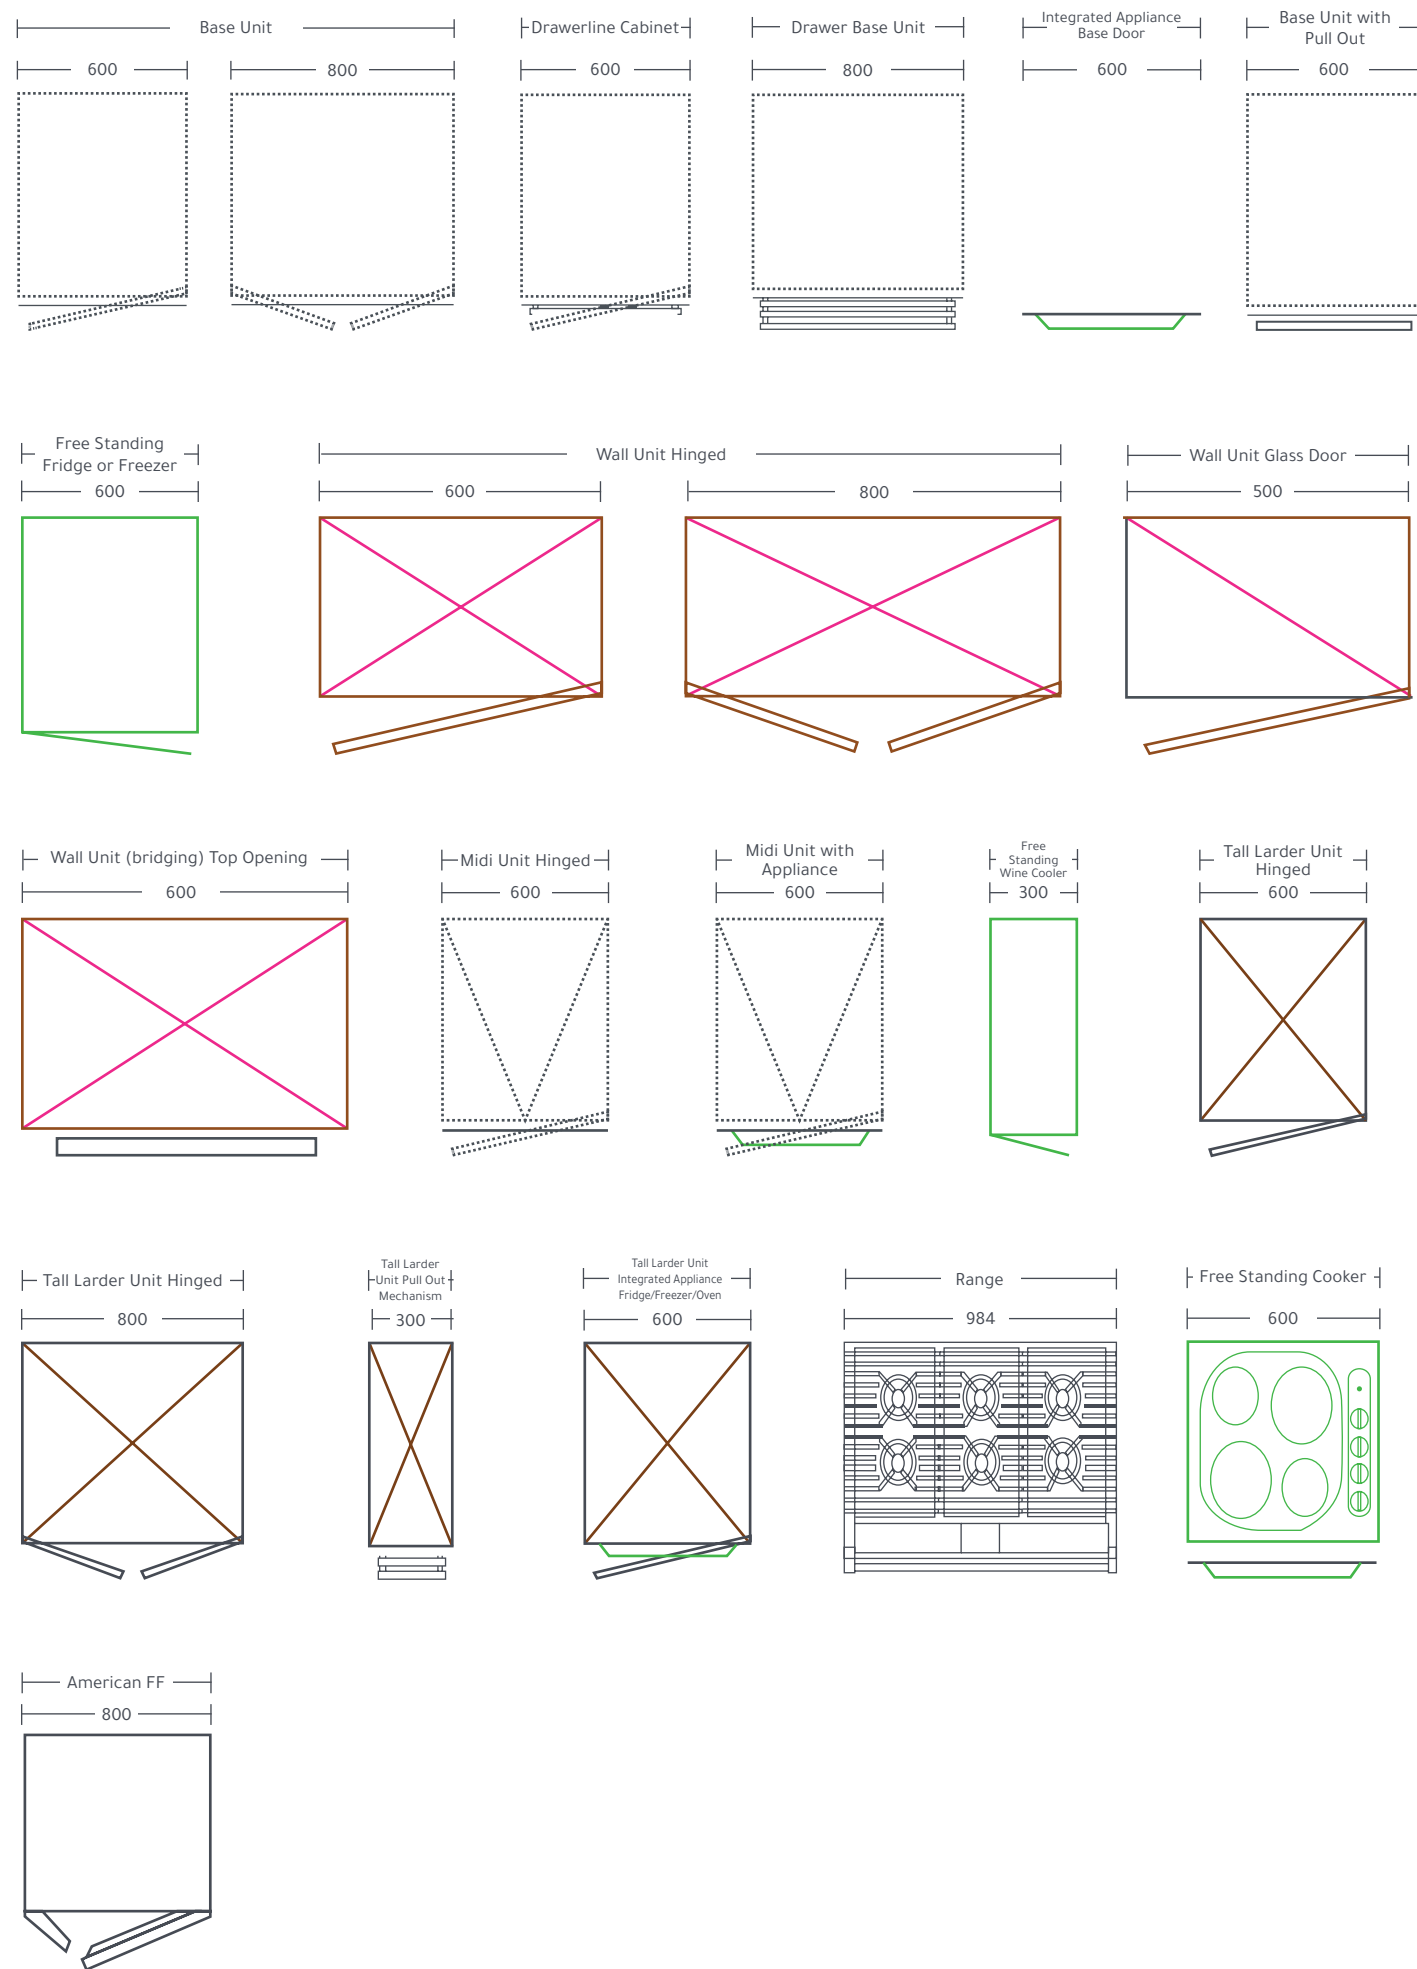 Base Unit
600
800
Drawerline Cabinet
600
Drawer Base Unit
800
Integrated Appliance
Base Door
600
Base Unit with
Pull Out
600
Free Standing
Fridge or Freezer
600
Wall Unit Hinged
600
800
Wall Unit Glass Door
500
Wall Unit (bridging) Top Opening
600
Midi Unit Hinged
600
Midi Unit with
Appliance
600
Free
Standing
Wine Cooler
300
Tall Larder Unit
Hinged
600
Tall Larder Unit Hinged
800
Tall Larder
Unit Pull Out
Mechanism
300
Tall Larder Unit
Integrated Appliance
Fridge/Freezer/Oven
600
Range
984
Free Standing Cooker
600
American FF
800